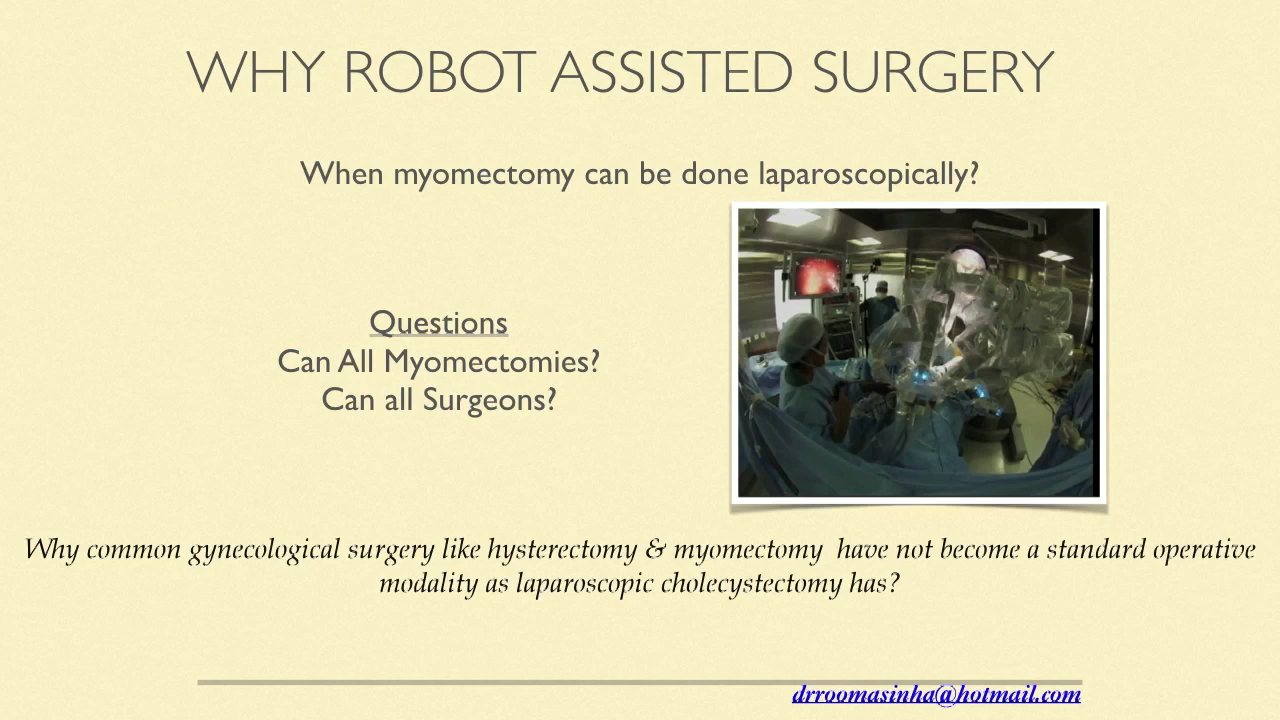 WHY ROBOT ASSISTED SURGERY
When myomectomy can be done laparoscopically?
Questions
Can All Myomectomies?
Can all Surgeons?
Why common gynecological surgery like hysterectomy & myomectomy have not become a standard operative
modality as laparoscopic cholecystectomy has?
drroomasinha@hotmail.com